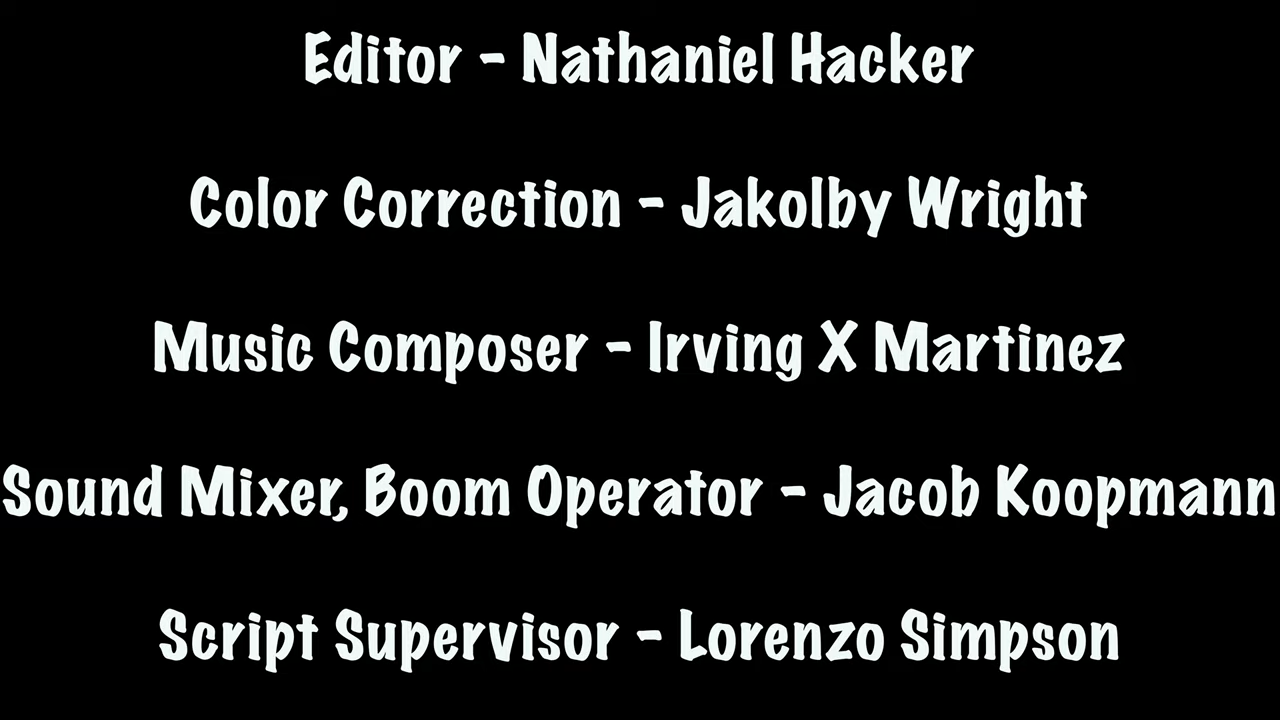 Editor - Nathaniel Hacker
Color Correction - Jakolby Wright
Music Composer - Irving X Martinez
Sound Mixer, Boom Operator - Jacob Koopmann
Script Supervisor - Lorenzo Simpson